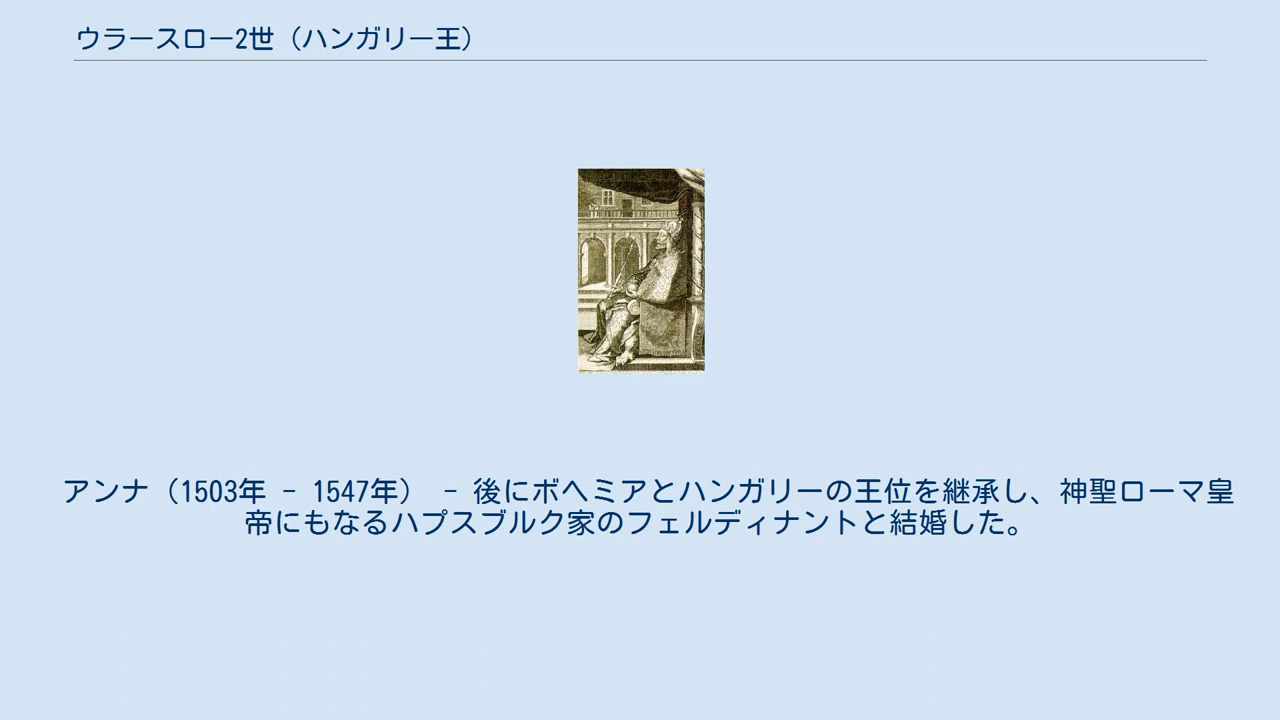 ウラースロー2世（ハンガリー王）
アンナ（1503年 - 1547年） - 後にボヘミアとハンガリーの王位を継承し、神聖ローマ皇
帝にもなるハプスブルク家のフェルディナントと結婚した。